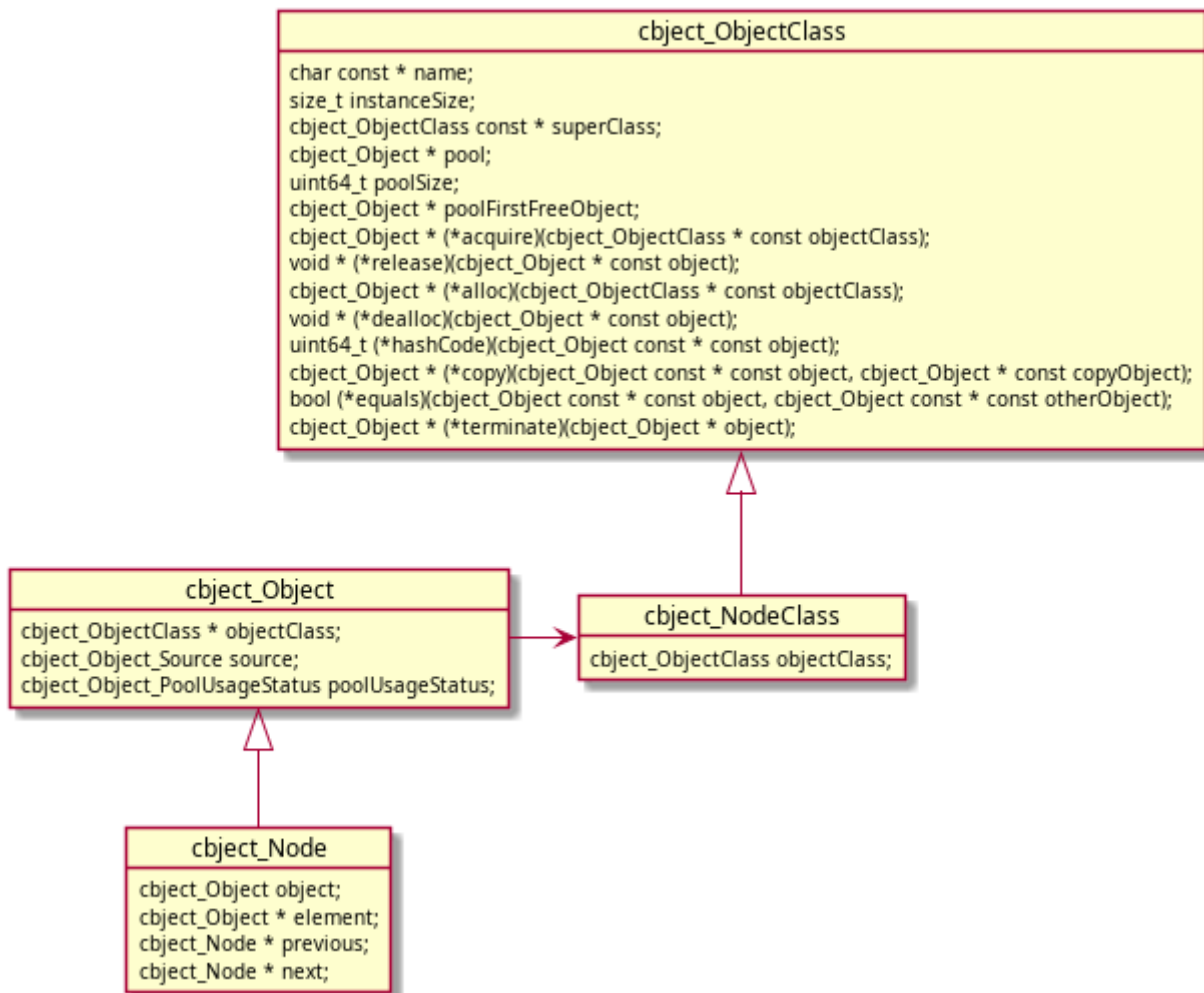 cbject_ObjectClass
char const * name;
size_t instanceSize;
cbject_ObjectClass const * superClass;
cbject_Object * pool;
uint64_t poolSize;
cbject_Object * poolFirstFreeObject;
cbject_Object * (*acquire)(cbject_ObjectClass * const objectClass);
void * (*release)(cbject_Object * const object);
cbject_Object * (*alloc)(cbject_ObjectClass * const objectClass);
void * (*dealloc)(cbject_Object * const object);
uint64_t (*hashCode)(cbject_Object const * const object);
cbject_Object * (*copy)(cbject_Object const * const object, cbject_Object * const copyObject);
bool (*equals)(cbject_Object const * const object, cbject_Object const * const otherObject);
cbject_Object * (*terminate)(cbject_Object * object);
cbject_Object
cbject_ObjectClass * objectClass;
cbject_Object_Source source;
cbject_Object_PoolUsageStatus poolUsageStatus;
cbject_NodeClass
cbject_ObjectClass objectClass;
cbject_Node
cbject_Object object;
cbject_Object * element;
cbject_Node * previous;
cbject_Node * next;